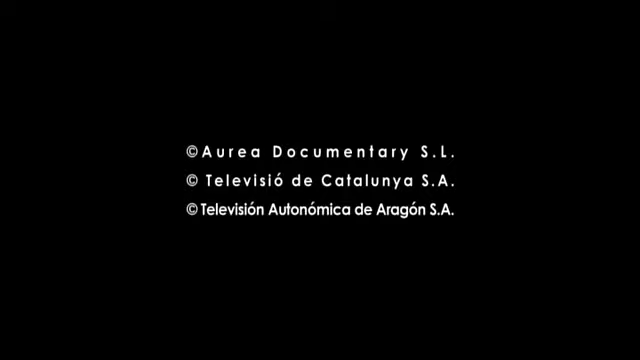 ©Aurea Documentary S.L.
© Televisió de Catalunya S.A.
© Televisión Autonómica de Aragón S.A.